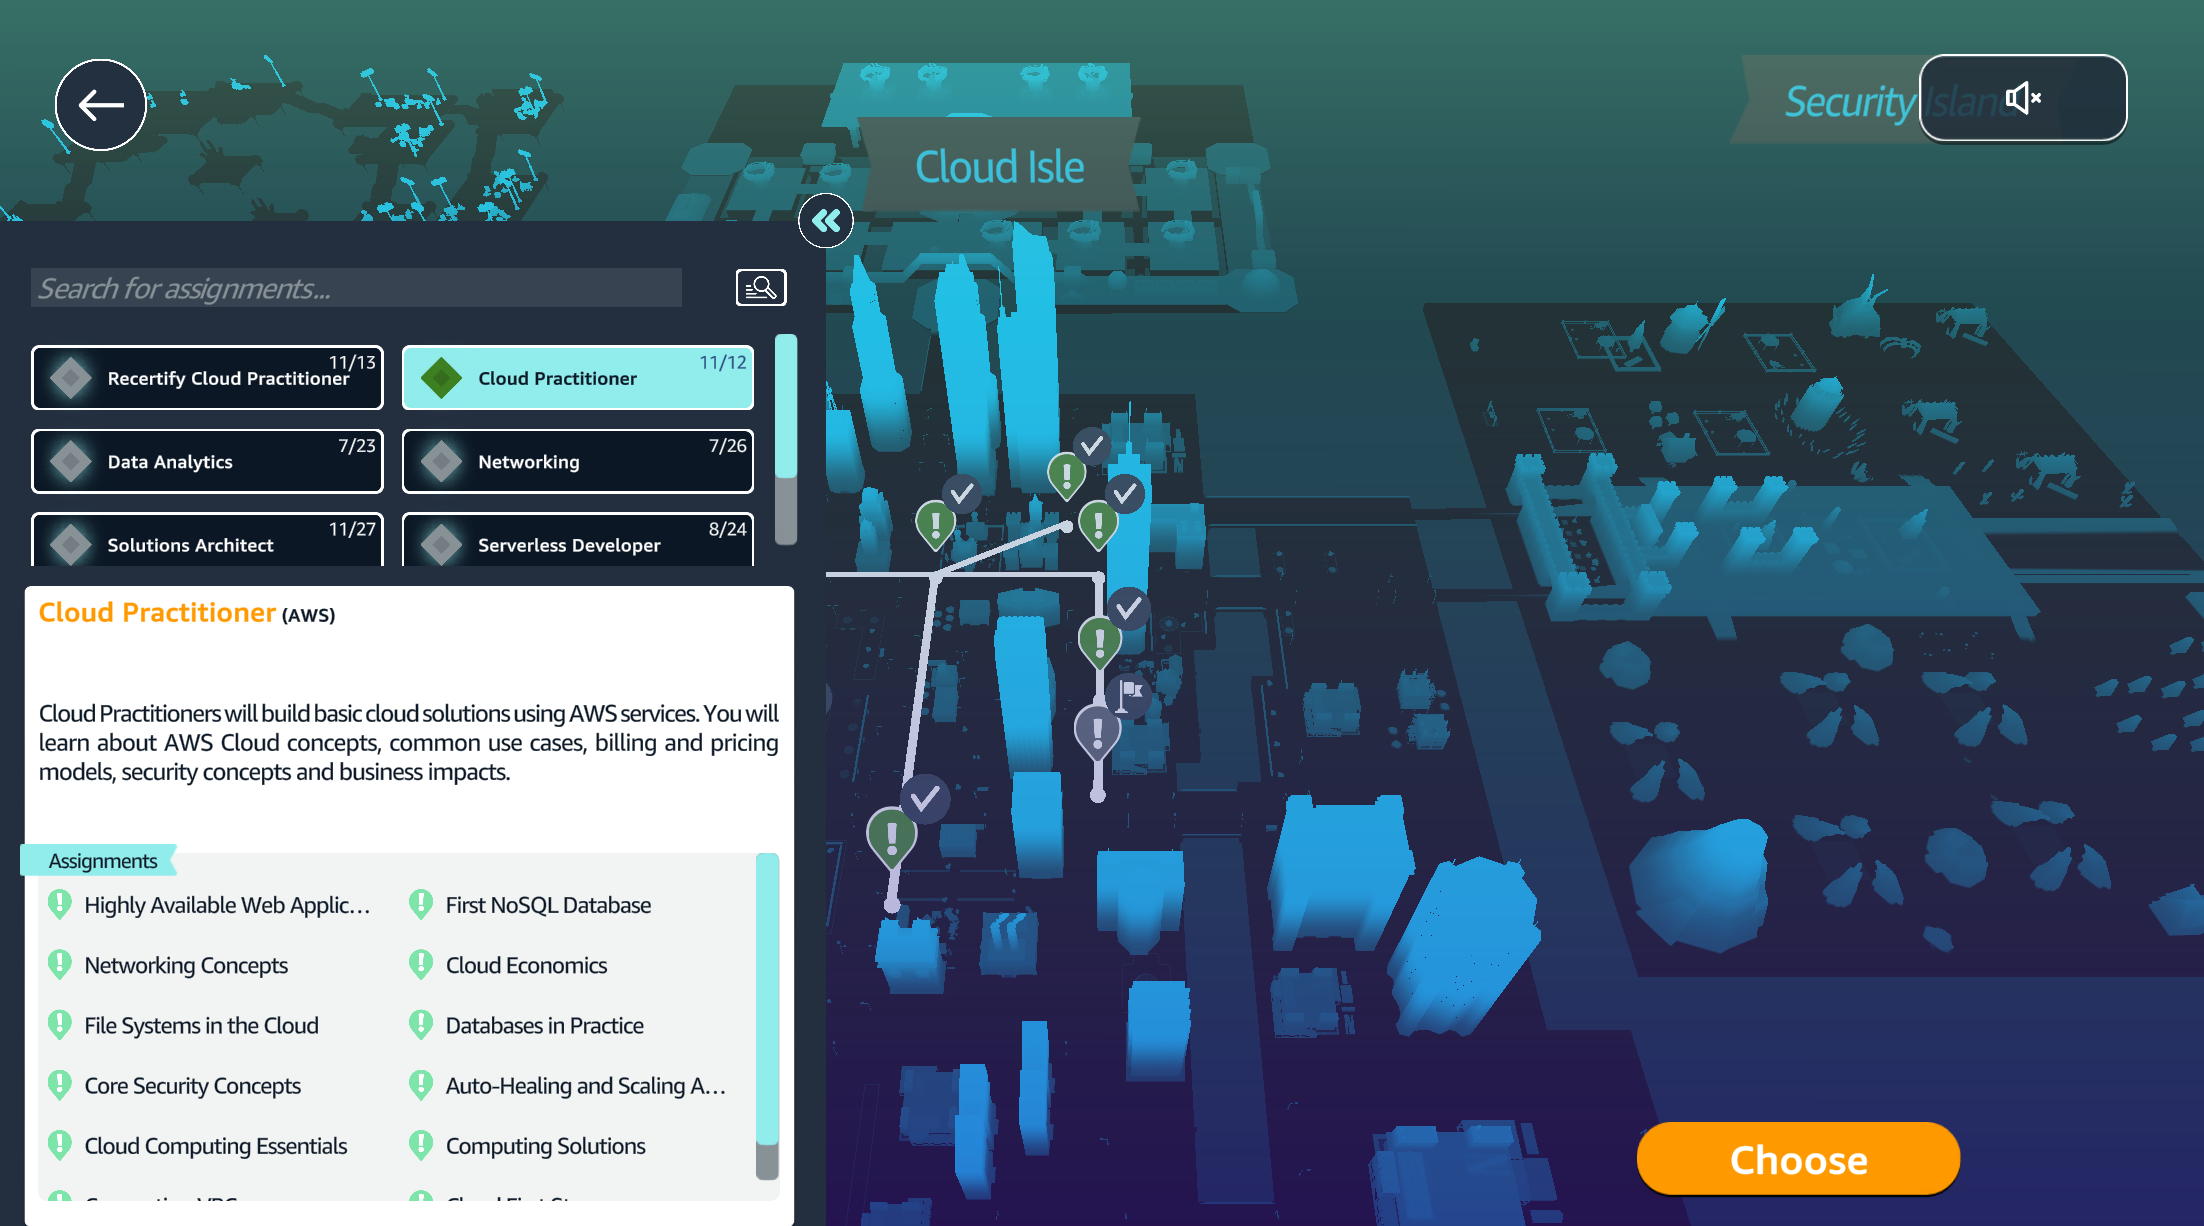 Cloud Isle
Security Island
Search for assignments...
Recertify Cloud Practitioner
11/13
Cloud Practitioner
11/12
Data Analytics
7/23
Networking
7/26
Solutions Architect
11/27
Serverless Developer
8/24
Cloud Practitioner (AWS)
Cloud Practitioners will build basic cloud solutions using AWS services. You will
learn about AWS Cloud concepts, common use cases, billing and pricing
models, security concepts and business impacts.
Assignments
Highly Available Web Applic...
First NoSQL Database
Networking Concepts
Cloud Economics
File Systems in the Cloud
Databases in Practice
Core Security Concepts
Auto-Healing and Scaling A...
Cloud Computing Essentials
Computing Solutions
Choose